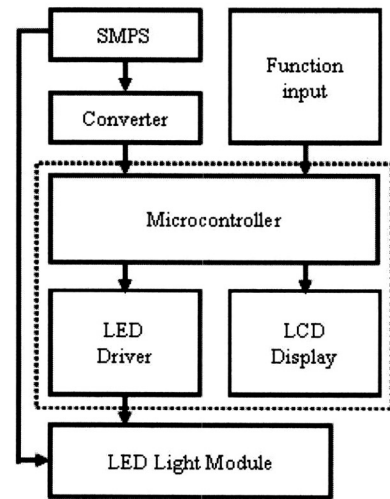 SMPS
Function
input
Converter
Microcontroller
LED
Driver
LCD
Display
LED Light Module